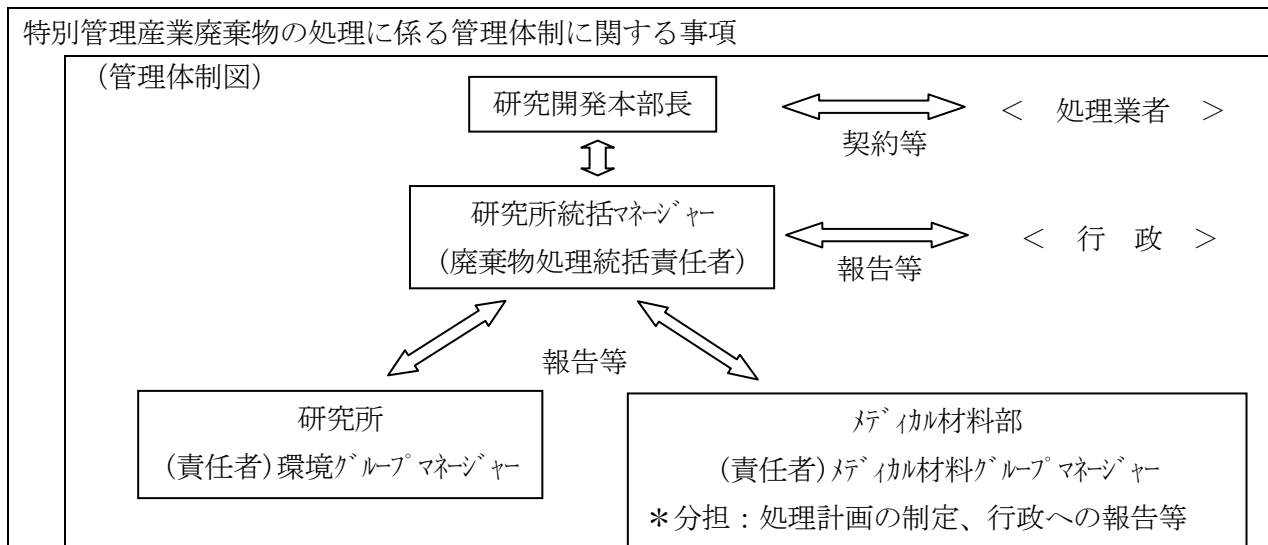 特別管理産業廃棄物の処理に係る管理体制に関する事項
(管理体制図)
研究開発本部長
< 処理業者 >
契約等
研究所統括ﾏﾈｰｼﾞｬｰ
(廃棄物処理統括責任者)
< 行 政 >
報告等
報告等
研究所
(責任者)環境ｸﾞﾙｰﾌﾟﾏﾈｰｼﾞｬｰ
ﾒﾃﾞｨｶﾙ材料部
(責任者)ﾒﾃﾞｨｶﾙ材料ｸﾞﾙｰﾌﾟﾏﾈｰｼﾞｬｰ
＊分担：処理計画の制定、行政への報告等